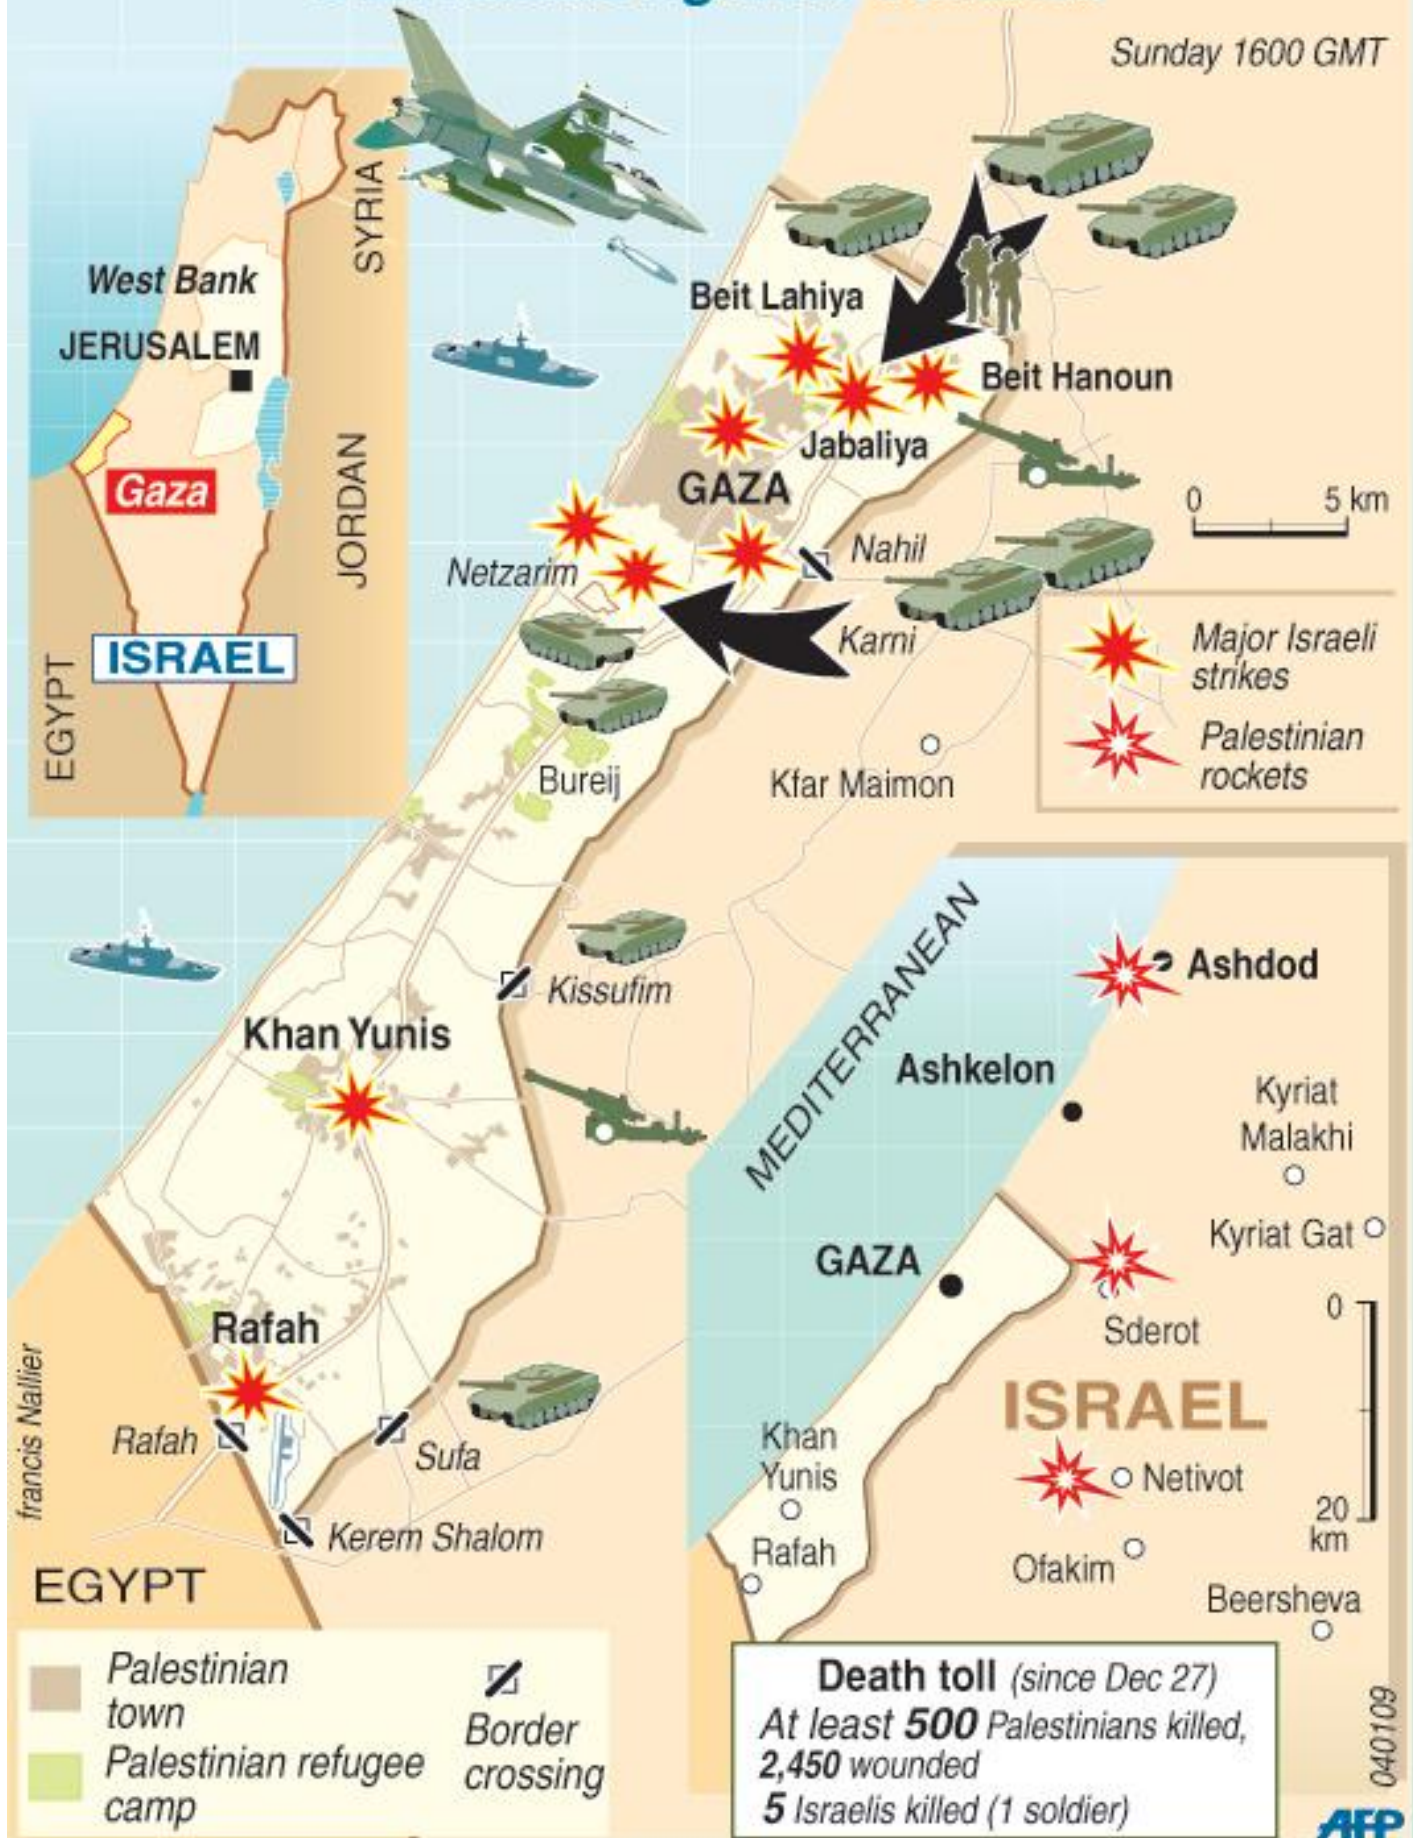 Sunday 1600 GMT
SYRIA
West Bank
JERUSALEM
JORDAN
Gaza
EGYPT
ISRAEL
Beit Lahiya
Beit Hanoun
Jabaliya
GAZA
0 5 km
Nahil
Netzarim
Karni
Major Israeli
strikes
Palestinian
rockets
Bureij
Kfar Maimon
Kissufim
Khan Yunis
Rafah
Rafah
Sufa
Kerem Shalom
EGYPT
francis Nallier
MEDITERRANEAN
Ashdod
Ashkelon
Kyriat
Malakhi
Kyriat Gat
GAZA
0
Sderot
ISRAEL
Khan
Yunis
Netivot
20
km
Rafah
Ofakim
Beersheva
Palestinian
town
Palestinian refugee
camp
Border
crossing
Death toll (since Dec 27)
At least 500 Palestinians killed,
2,450 wounded
5 Israelis killed (1 soldier)
040109
AFP